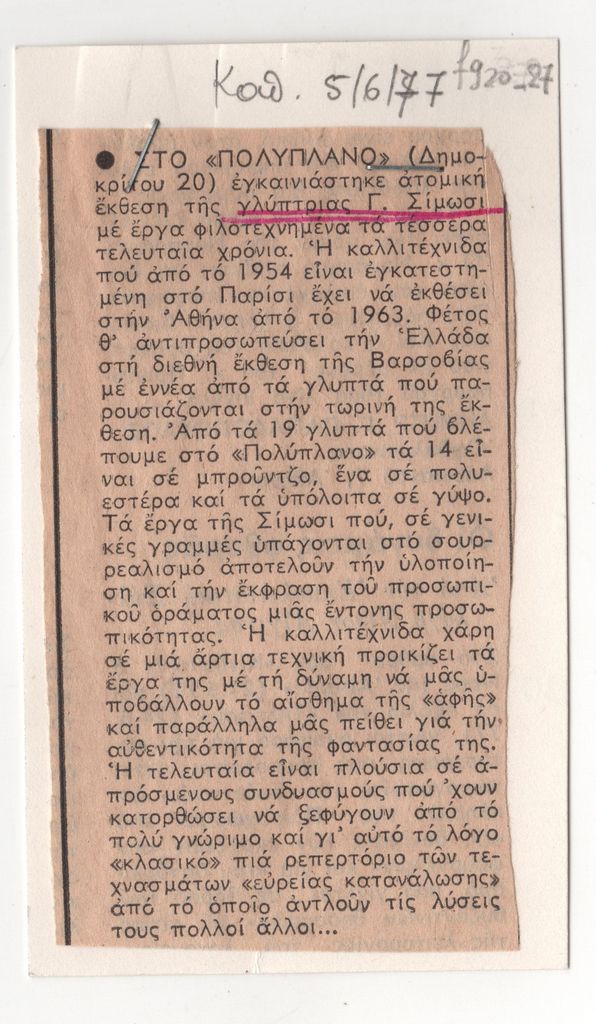 Καθ. 5/6/77 fg20-27
● ΣΤΟ «ΠΟΛΥΠΛΑΝΟ» (Δημο-
κρίτου 20) ἐγκαινιάστηκε ἀτομική
ἔκθεση τῆς γλύπτριας Γ. Σίμωσι
μέ ἔργα φιλοτεχνημένα τά τέσσερα
τελευταῖα χρόνια. Ἡ καλλιτέχνιδα
πού ἀπό τό 1954 εἶναι ἐγκατεστη-
μένη στό Παρίσι ἔχει νά ἐκθέσει
στήν Ἀθήνα ἀπό τό 1963. Φέτος
θ' ἀντιπροσωπεύσει τήν Ἑλλάδα
στή διεθνή ἔκθεση τῆς Βαρσοβίας
μέ ἐννέα ἀπό τά γλυπτά πού πα-
ρουσιάζονται στήν τωρινή της ἔκ-
θεση. Ἀπό τά 19 γλυπτά πού βλέ-
πουμε στό «Πολύπλανο» τά 14 εἶ-
ναι σέ μπροῦντζο, ἕνα σέ πολυ-
εστέρα καί τά ὑπόλοιπα σέ γύψο.
Τά ἔργα τῆς Σίμωσι πού, σέ γενι-
κές γραμμές ὑπάγονται στό σουρ-
ρεαλισμό ἀποτελοῦν τήν ὑλοποίη-
ση καί τήν ἔκφραση τοῦ προσωπι-
κοῦ ὁράματος μιᾶς ἔντονης προσω-
πικότητας. Ἡ καλλιτέχνιδα χάρη
σέ μιά ἄρτια τεχνική προικίζει τά
ἔργα της μέ τή δύναμη νά μᾶς ὑ-
ποβάλλουν τό αἴσθημα τῆς «ἀφῆς»
καί παράλληλα μᾶς πείθει γιά τήν
αὐθεντικότητα τῆς φαντασίας της.
Ἡ τελευταία εἶναι πλούσια σέ ἀ-
πρόσμενους συνδυασμούς πού 'χουν
κατορθώσει νά ξεφύγουν ἀπό τό
πολύ γνώριμο καί γι' αὐτό τό λόγο
«κλασικό» πιά ρεπερτόριο τῶν τε-
χνασμάτων «εὐρείας κατανάλωσης»
ἀπό τό ὁποῖο ἀντλοῦν τίς λύσεις
τους πολλοί ἄλλοι...